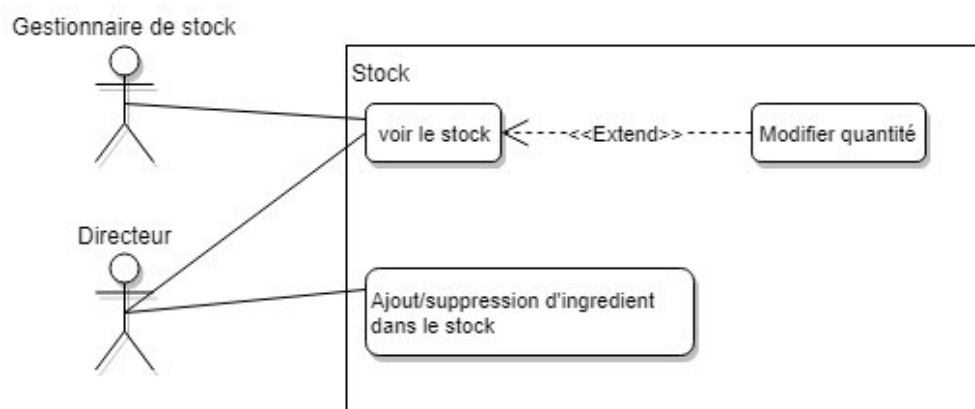 Gestionnaire de stock
Stock
voir le stock
<<Extend>>
Modifier quantité
Directeur
Ajout/suppression d'ingredient
dans le stock